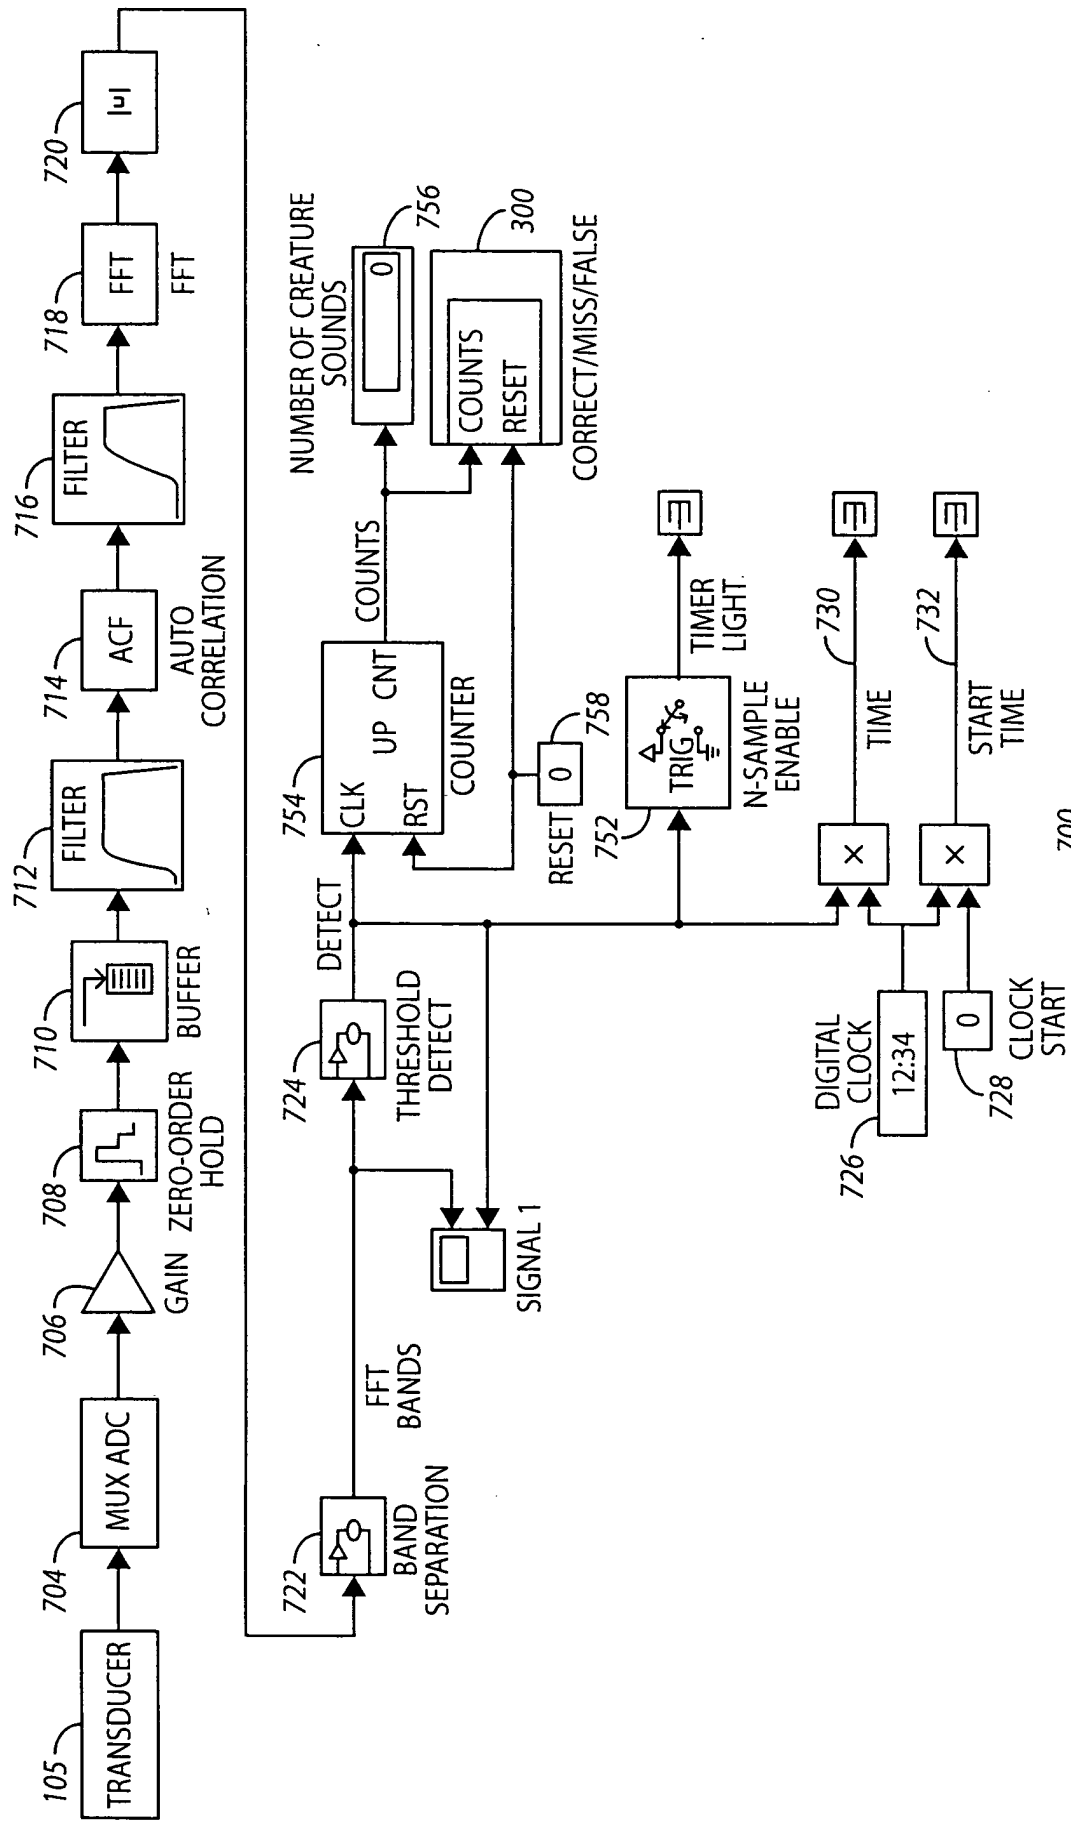 105
TRANSDUCER
704
MUX ADC
706
GAIN
708
ZERO-ORDER
HOLD
710
BUFFER
712
FILTER
714
ACF
AUTO
CORRELATION
716
FILTER
718
FFT
FFT
720
|u|
722
BAND
SEPARATION
FFT
BANDS
SIGNAL 1
724
THRESHOLD
DETECT
DETECT
754
CLK
UP
CNT
RST
COUNTER
COUNTS
NUMBER OF CREATURE
SOUNDS
0
756
300
COUNTS
RESET
CORRECT/MISS/FALSE
RESET
0
758
752
TRIG
N-SAMPLE
ENABLE
TIMER
LIGHT
DIGITAL
CLOCK
726
12:34
0
728
CLOCK
START
X
X
TIME
730
START
TIME
732
700